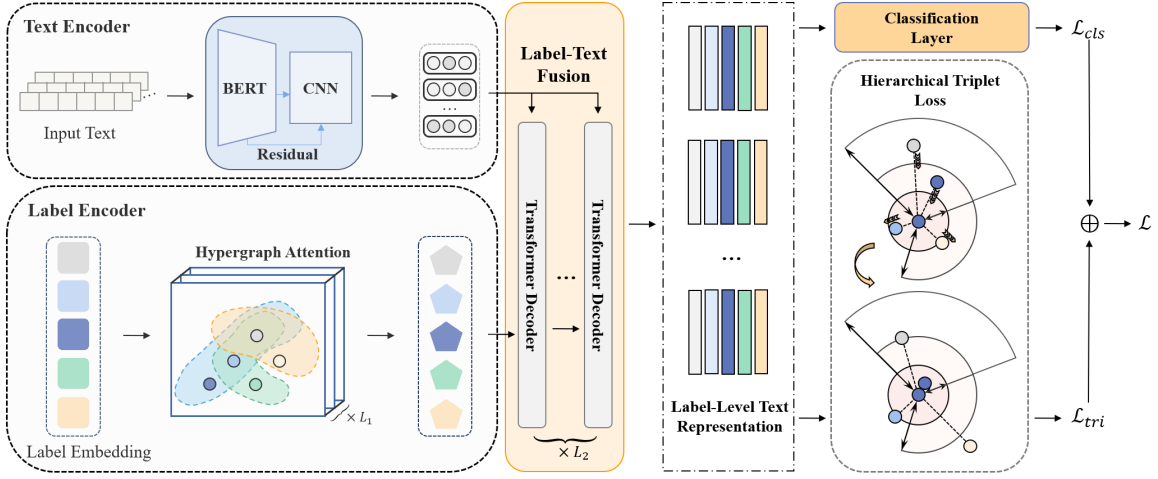 Text Encoder
Input Text
...
BERT
CNN
Residual
...
Label Encoder
Label Embedding
Hypergraph Attention
× L₁
Label-Text
Fusion
Transformer Decoder
...
Transformer Decoder
× L₂
...
Label-Level Text
Representation
Classification
Layer
Hierarchical Triplet
Loss
ℒcls
⊕
ℒ
ℒtri